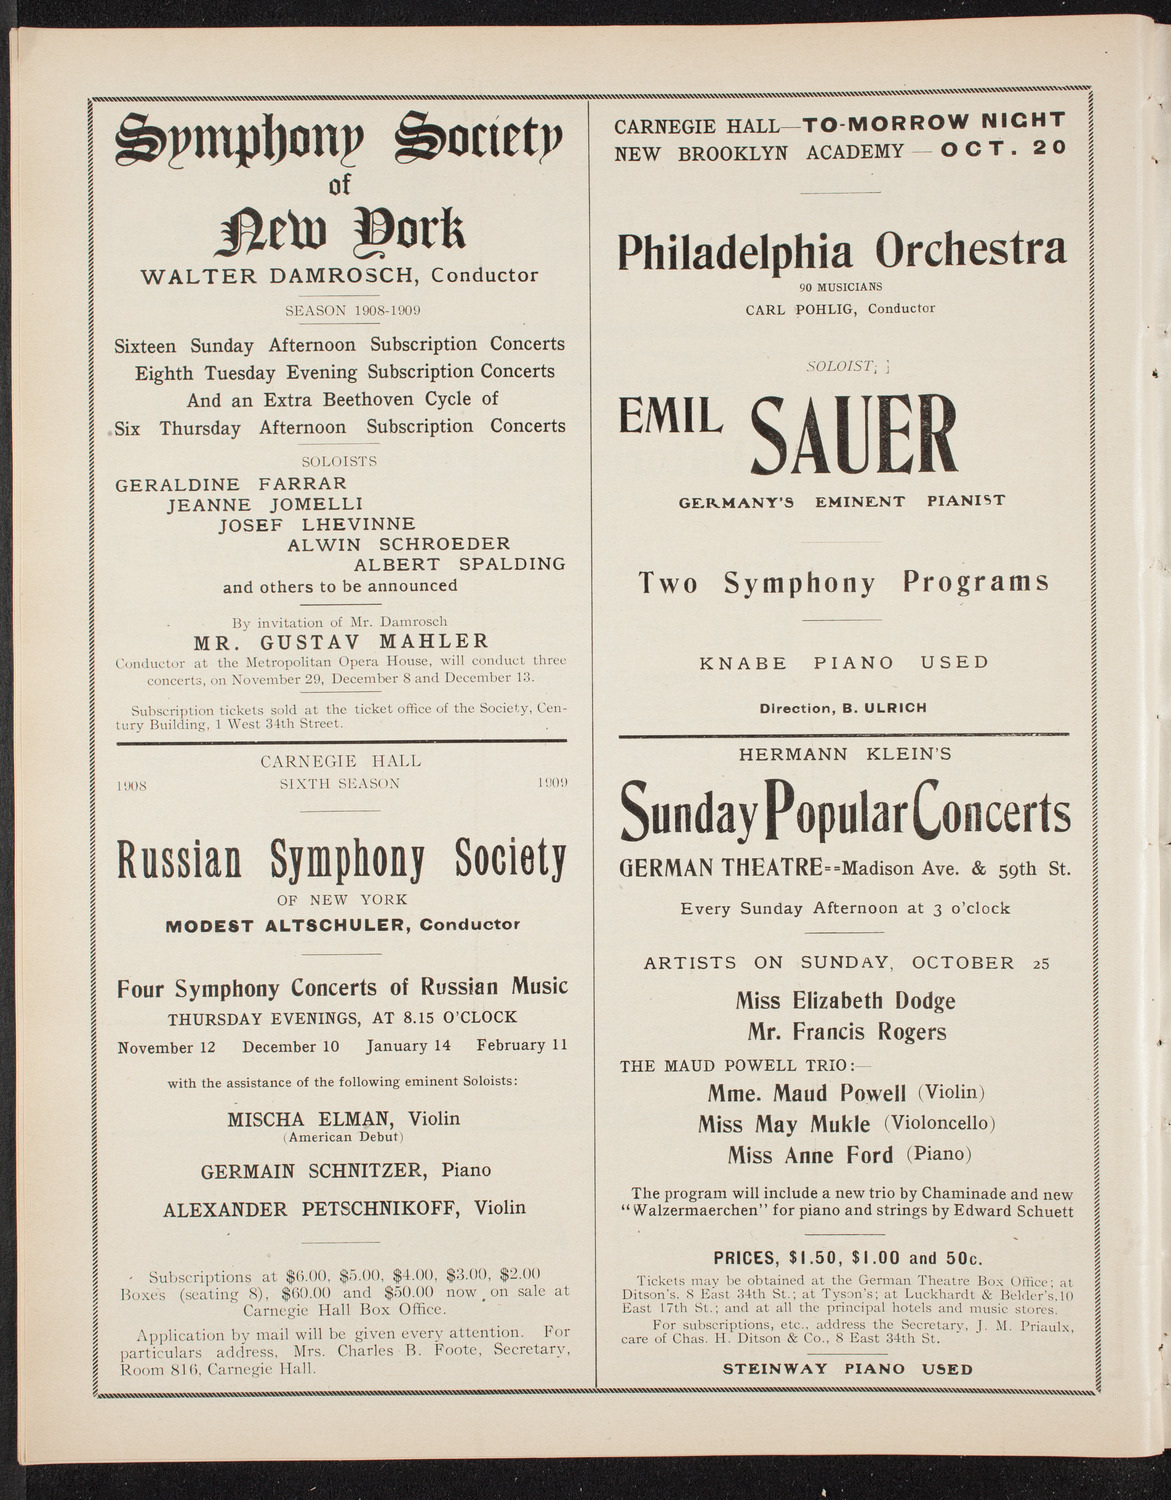 Symphony Society
of
New York
WALTER DAMROSCH, Conductor
SEASON 1908-1909
Sixteen Sunday Afternoon Subscription Concerts
Eighth Tuesday Evening Subscription Concerts
And an Extra Beethoven Cycle of
Six Thursday Afternoon Subscription Concerts
SOLOISTS
GERALDINE FARRAR
JEANNE JOMELLI
JOSEF LHEVINNE
ALWIN SCHROEDER
ALBERT SPALDING
and others to be announced
By invitation of Mr. Damrosch
MR. GUSTAV MAHLER
Conductor at the Metropolitan Opera House, will conduct three
concerts, on November 29, December 8 and December 13.
Subscription tickets sold at the ticket office of the Society, Cen-
tury Building, 1 West 34th Street.
CARNEGIE HALL
1908 SIXTH SEASON 1909
Russian Symphony Society
OF NEW YORK
MODEST ALTSCHULER, Conductor
Four Symphony Concerts of Russian Music
THURSDAY EVENINGS, AT 8.15 O'CLOCK
November 12 December 10 January 14 February 11
with the assistance of the following eminent Soloists:
MISCHA ELMAN, Violin
(American Debut)
GERMAIN SCHNITZER, Piano
ALEXANDER PETSCHNIKOFF, Violin
Subscriptions at $6.00, $5.00, $4.00, $3.00, $2.00
Boxes (seating 8), $60.00 and $50.00 now on sale at
Carnegie Hall Box Office.
Application by mail will be given every attention. For
particulars address, Mrs. Charles B. Foote, Secretary,
Room 816, Carnegie Hall.
CARNEGIE HALL—TO-MORROW NIGHT
NEW BROOKLYN ACADEMY — OCT. 20
Philadelphia Orchestra
90 MUSICIANS
CARL POHLIG, Conductor
SOLOIST;
EMIL SAUER
GERMANY'S EMINENT PIANIST
Two Symphony Programs
KNABE PIANO USED
Direction, B. ULRICH
HERMANN KLEIN'S
Sunday Popular Concerts
GERMAN THEATRE==Madison Ave. & 59th St.
Every Sunday Afternoon at 3 o'clock
ARTISTS ON SUNDAY, OCTOBER 25
Miss Elizabeth Dodge
Mr. Francis Rogers
THE MAUD POWELL TRIO:—
Mme. Maud Powell (Violin)
Miss May Mukle (Violoncello)
Miss Anne Ford (Piano)
The program will include a new trio by Chaminade and new
"Walzermaerchen" for piano and strings by Edward Schuett
PRICES, $1.50, $1.00 and 50c.
Tickets may be obtained at the German Theatre Box Office; at
Ditson's, 8 East 34th St.; at Tyson's; at Luckhardt & Belder's,10
East 17th St.; and at all the principal hotels and music stores.
For subscriptions, etc., address the Secretary, J. M. Priaulx,
care of Chas. H. Ditson & Co., 8 East 34th St.
STEINWAY PIANO USED